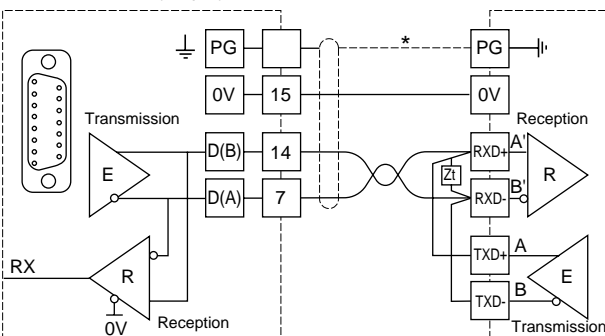 PG * PG
0V 15 0V
Transmission Reception
D(B) 14 RXD+ A'
E Zt R
D(A) 7 RXD- B'
TXD+ A
RX R E
TXD- B
0V Reception Transmission